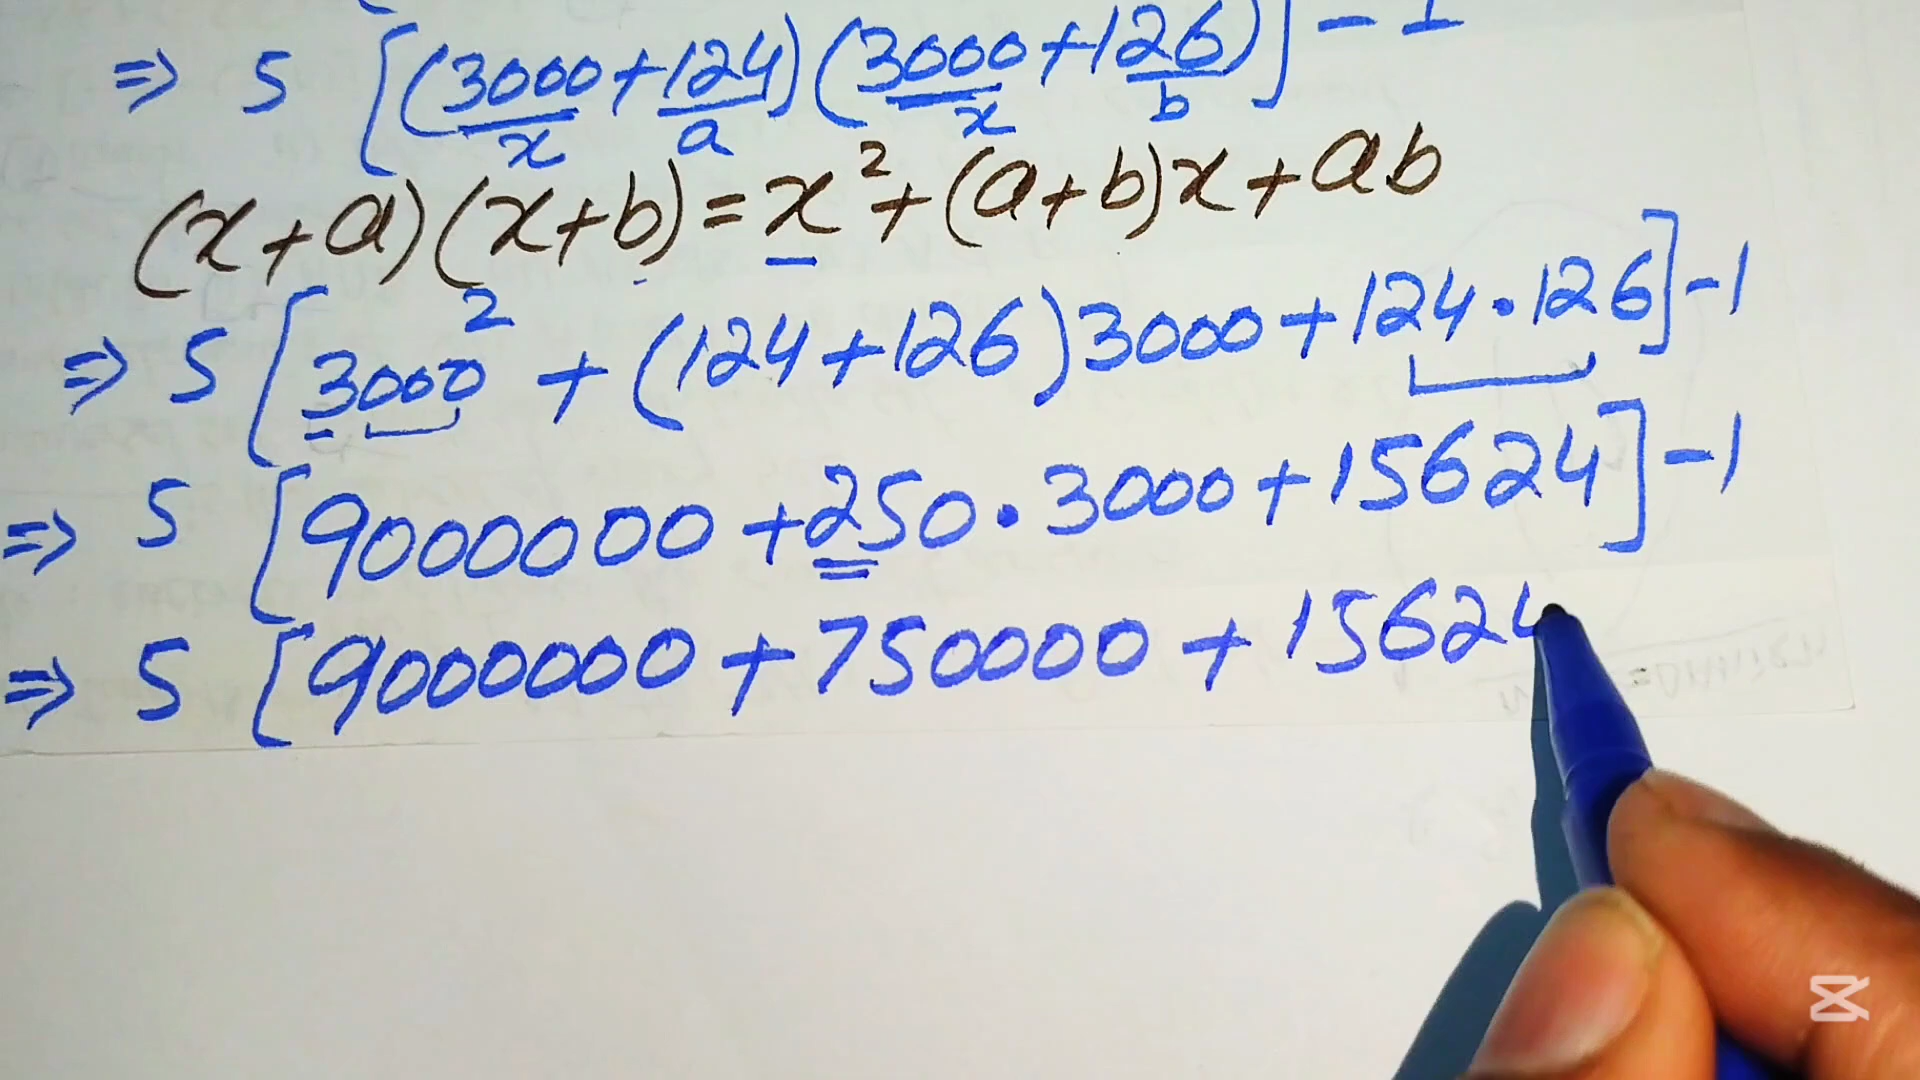 ⇒ 5 [(3000+124)(3000+126)] - 1
x a x b
(x+a)(x+b)=x²+(a+b)x+ab
⇒ 5 [3000² + (124+126)3000+124·126]-1
⇒ 5 [9000000 +250·3000+15624]-1
⇒ 5 [9000000+750000+15624